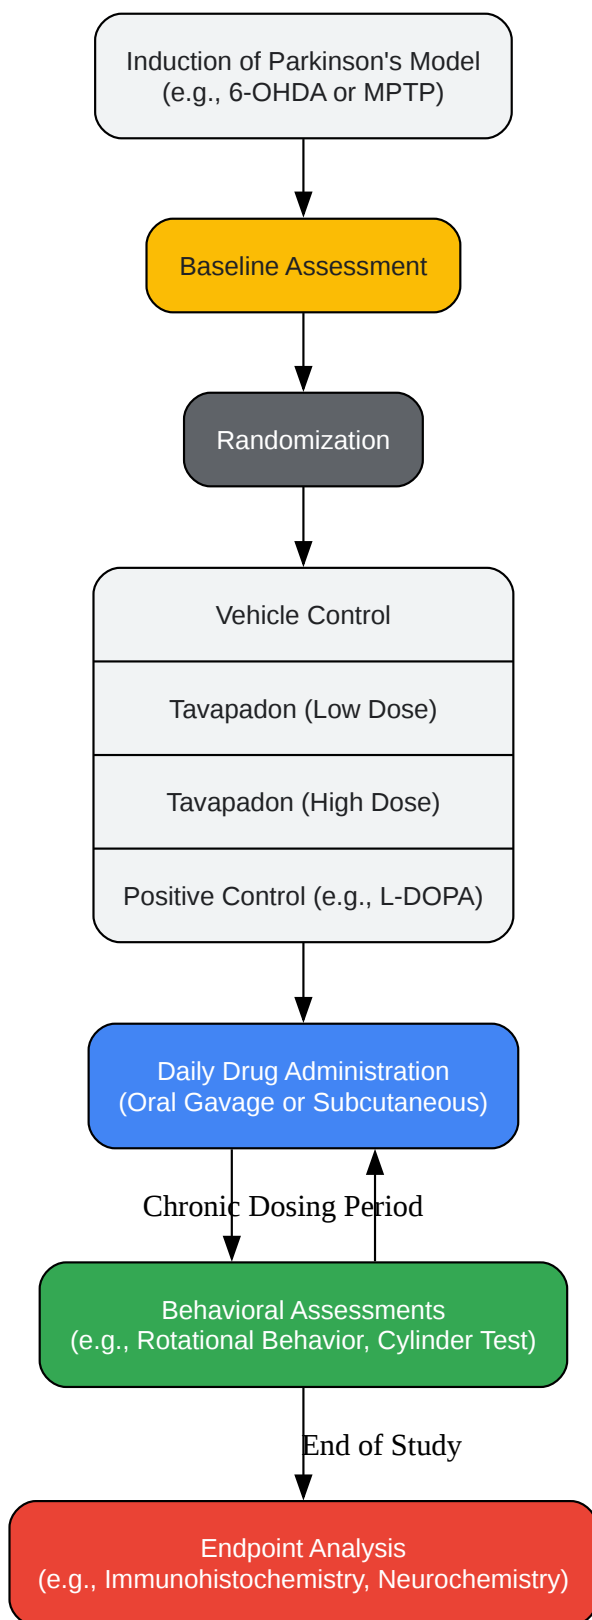 Induction of Parkinson's Model
(e.g., 6-OHDA or MPTP)
Baseline Assessment
Randomization
Vehicle Control
Tavapadon (Low Dose)
Tavapadon (High Dose)
Positive Control (e.g., L-DOPA)
Daily Drug Administration
(Oral Gavage or Subcutaneous)
Chronic Dosing Period
Behavioral Assessments
(e.g., Rotational Behavior, Cylinder Test)
End of Study
Endpoint Analysis
(e.g., Immunohistochemistry, Neurochemistry)